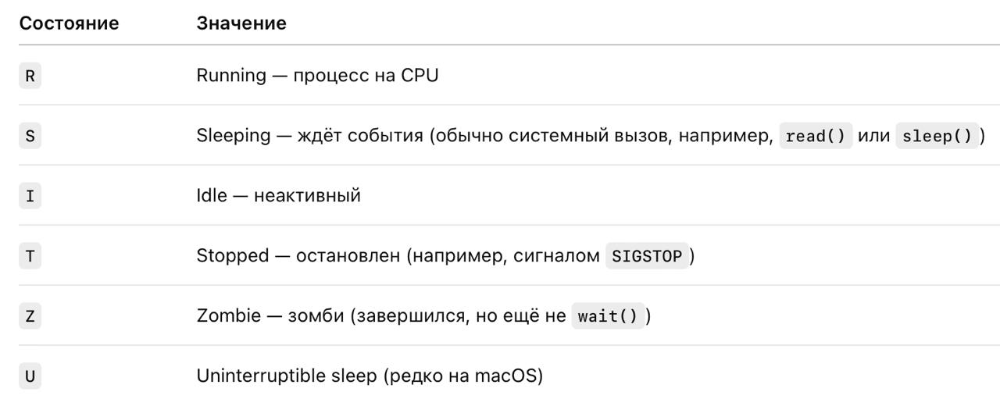 Состояние Значение
R Running — процесс на CPU
S Sleeping — ждёт события (обычно системный вызов, например, read() или sleep())
I Idle — неактивный
T Stopped — остановлен (например, сигналом SIGSTOP)
Z Zombie — зомби (завершился, но ещё не wait())
U Uninterruptible sleep (редко на macOS)